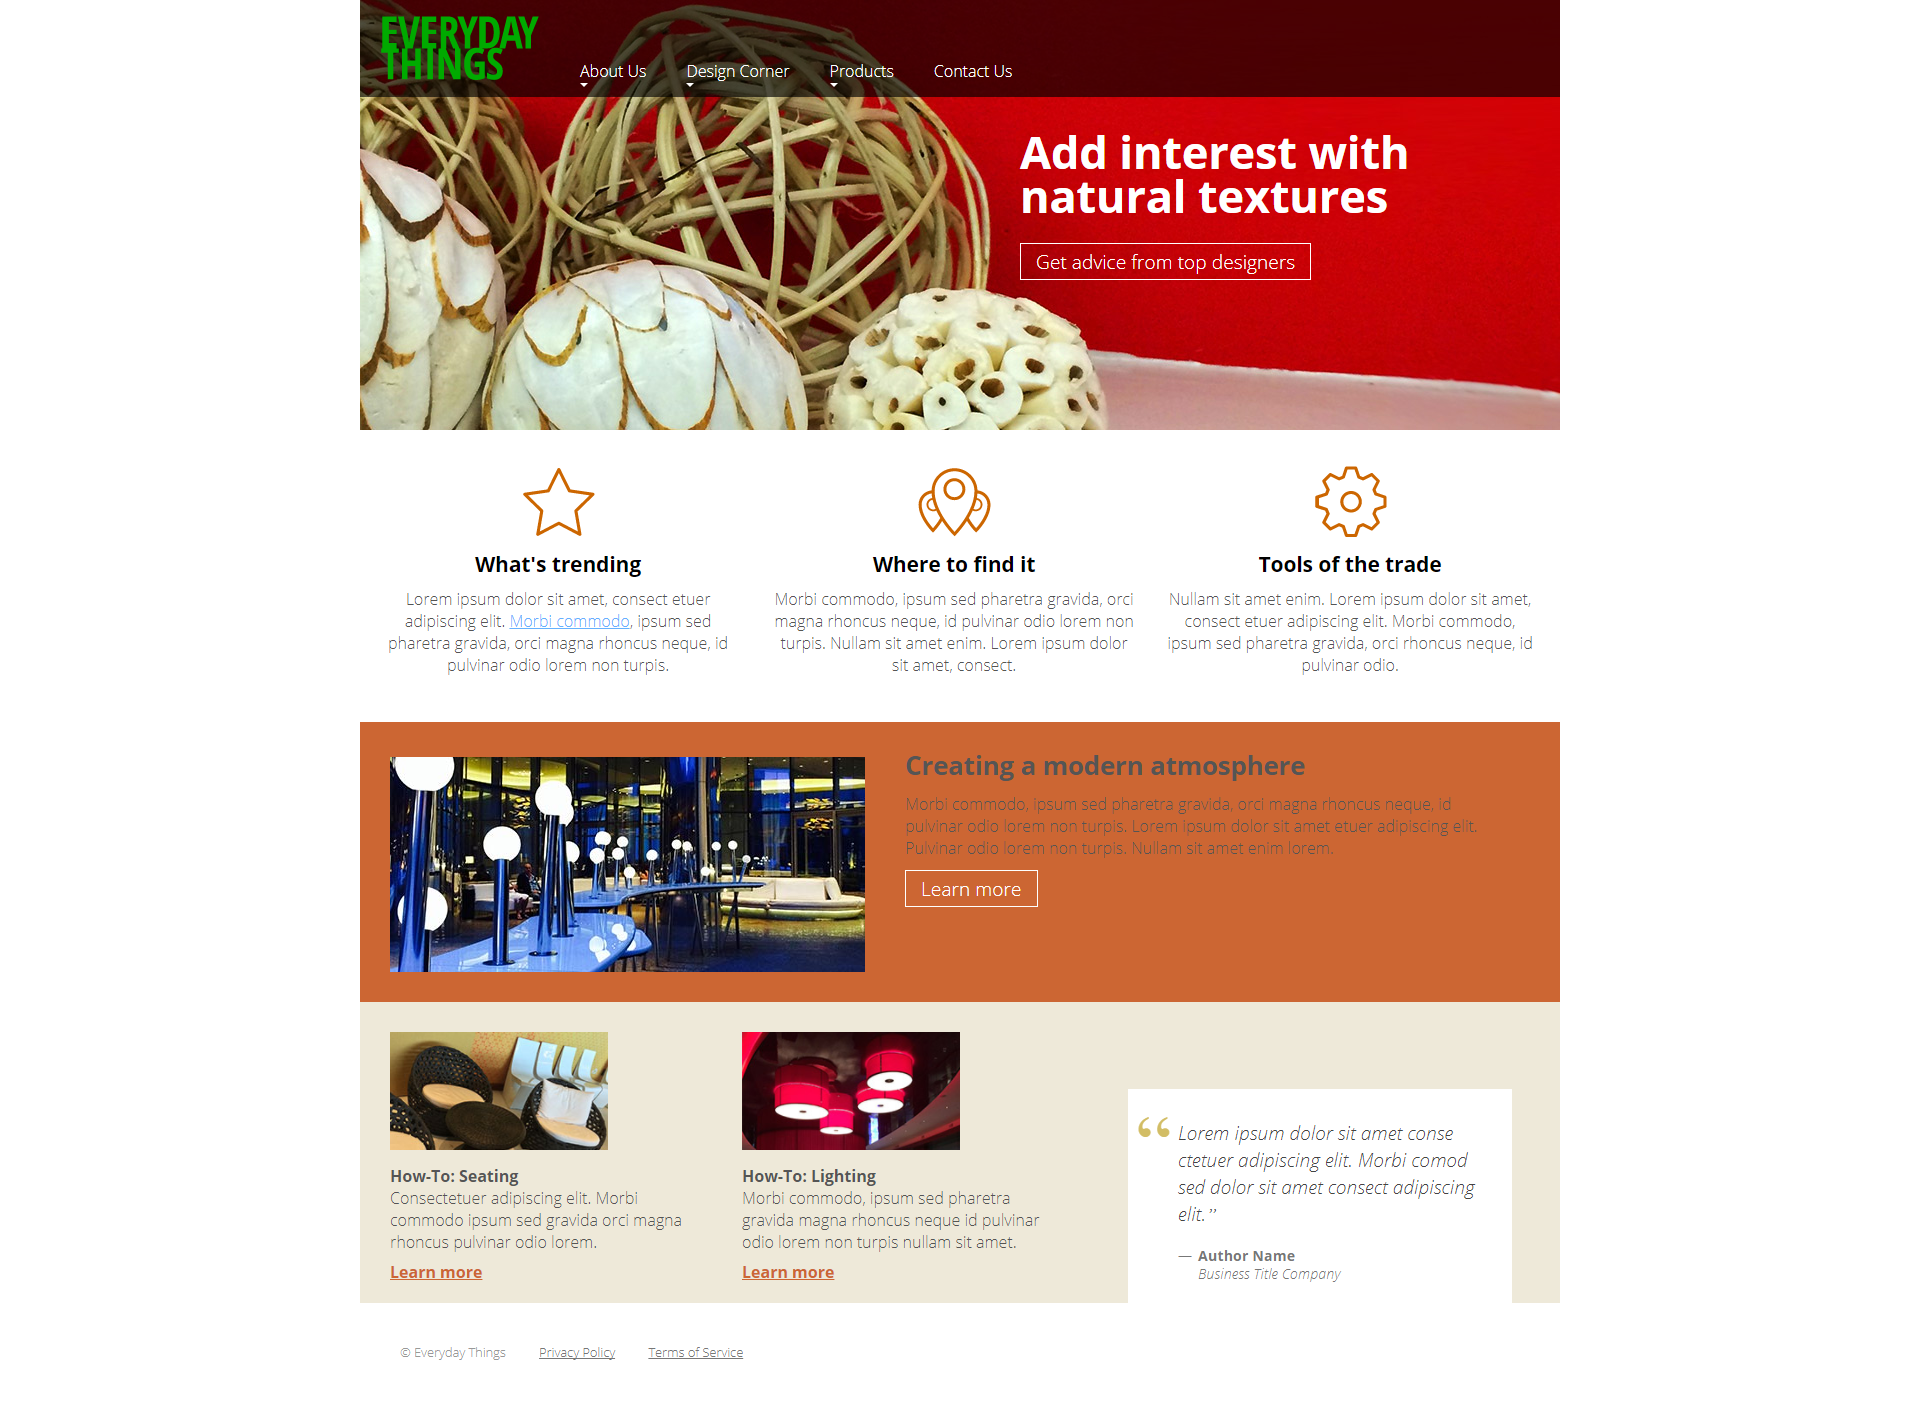 EVERYDAY
THINGS
About Us
Design Corner
Products
Contact Us
Add interest with
natural textures
Get advice from top designers
What's trending
Lorem ipsum dolor sit amet, consect etuer
adipiscing elit. Morbi commodo, ipsum sed
pharetra gravida, orci magna rhoncus neque, id
pulvinar odio lorem non turpis.
Where to find it
Morbi commodo, ipsum sed pharetra gravida, orci
magna rhoncus neque, id pulvinar odio lorem non
turpis. Nullam sit amet enim. Lorem ipsum dolor
sit amet, consect.
Tools of the trade
Nullam sit amet enim. Lorem ipsum dolor sit amet,
consect etuer adipiscing elit. Morbi commodo,
ipsum sed pharetra gravida, orci rhoncus neque, id
pulvinar odio.
Creating a modern atmosphere
Morbi commodo, ipsum sed pharetra gravida, orci magna rhoncus neque, id
pulvinar odio lorem non turpis. Lorem ipsum dolor sit amet etuer adipiscing elit.
Pulvinar odio lorem non turpis. Nullam sit amet enim lorem.
Learn more
How-To: Seating
Consectetuer adipiscing elit. Morbi
commodo ipsum sed gravida orci magna
rhoncus pulvinar odio lorem.
Learn more
How-To: Lighting
Morbi commodo, ipsum sed pharetra
gravida magna rhoncus neque id pulvinar
odio lorem non turpis nullam sit amet.
Learn more
“ Lorem ipsum dolor sit amet conse
ctetuer adipiscing elit. Morbi comod
sed dolor sit amet consect adipiscing
elit. ”
— Author Name
Business Title Company
© Everyday Things
Privacy Policy
Terms of Service